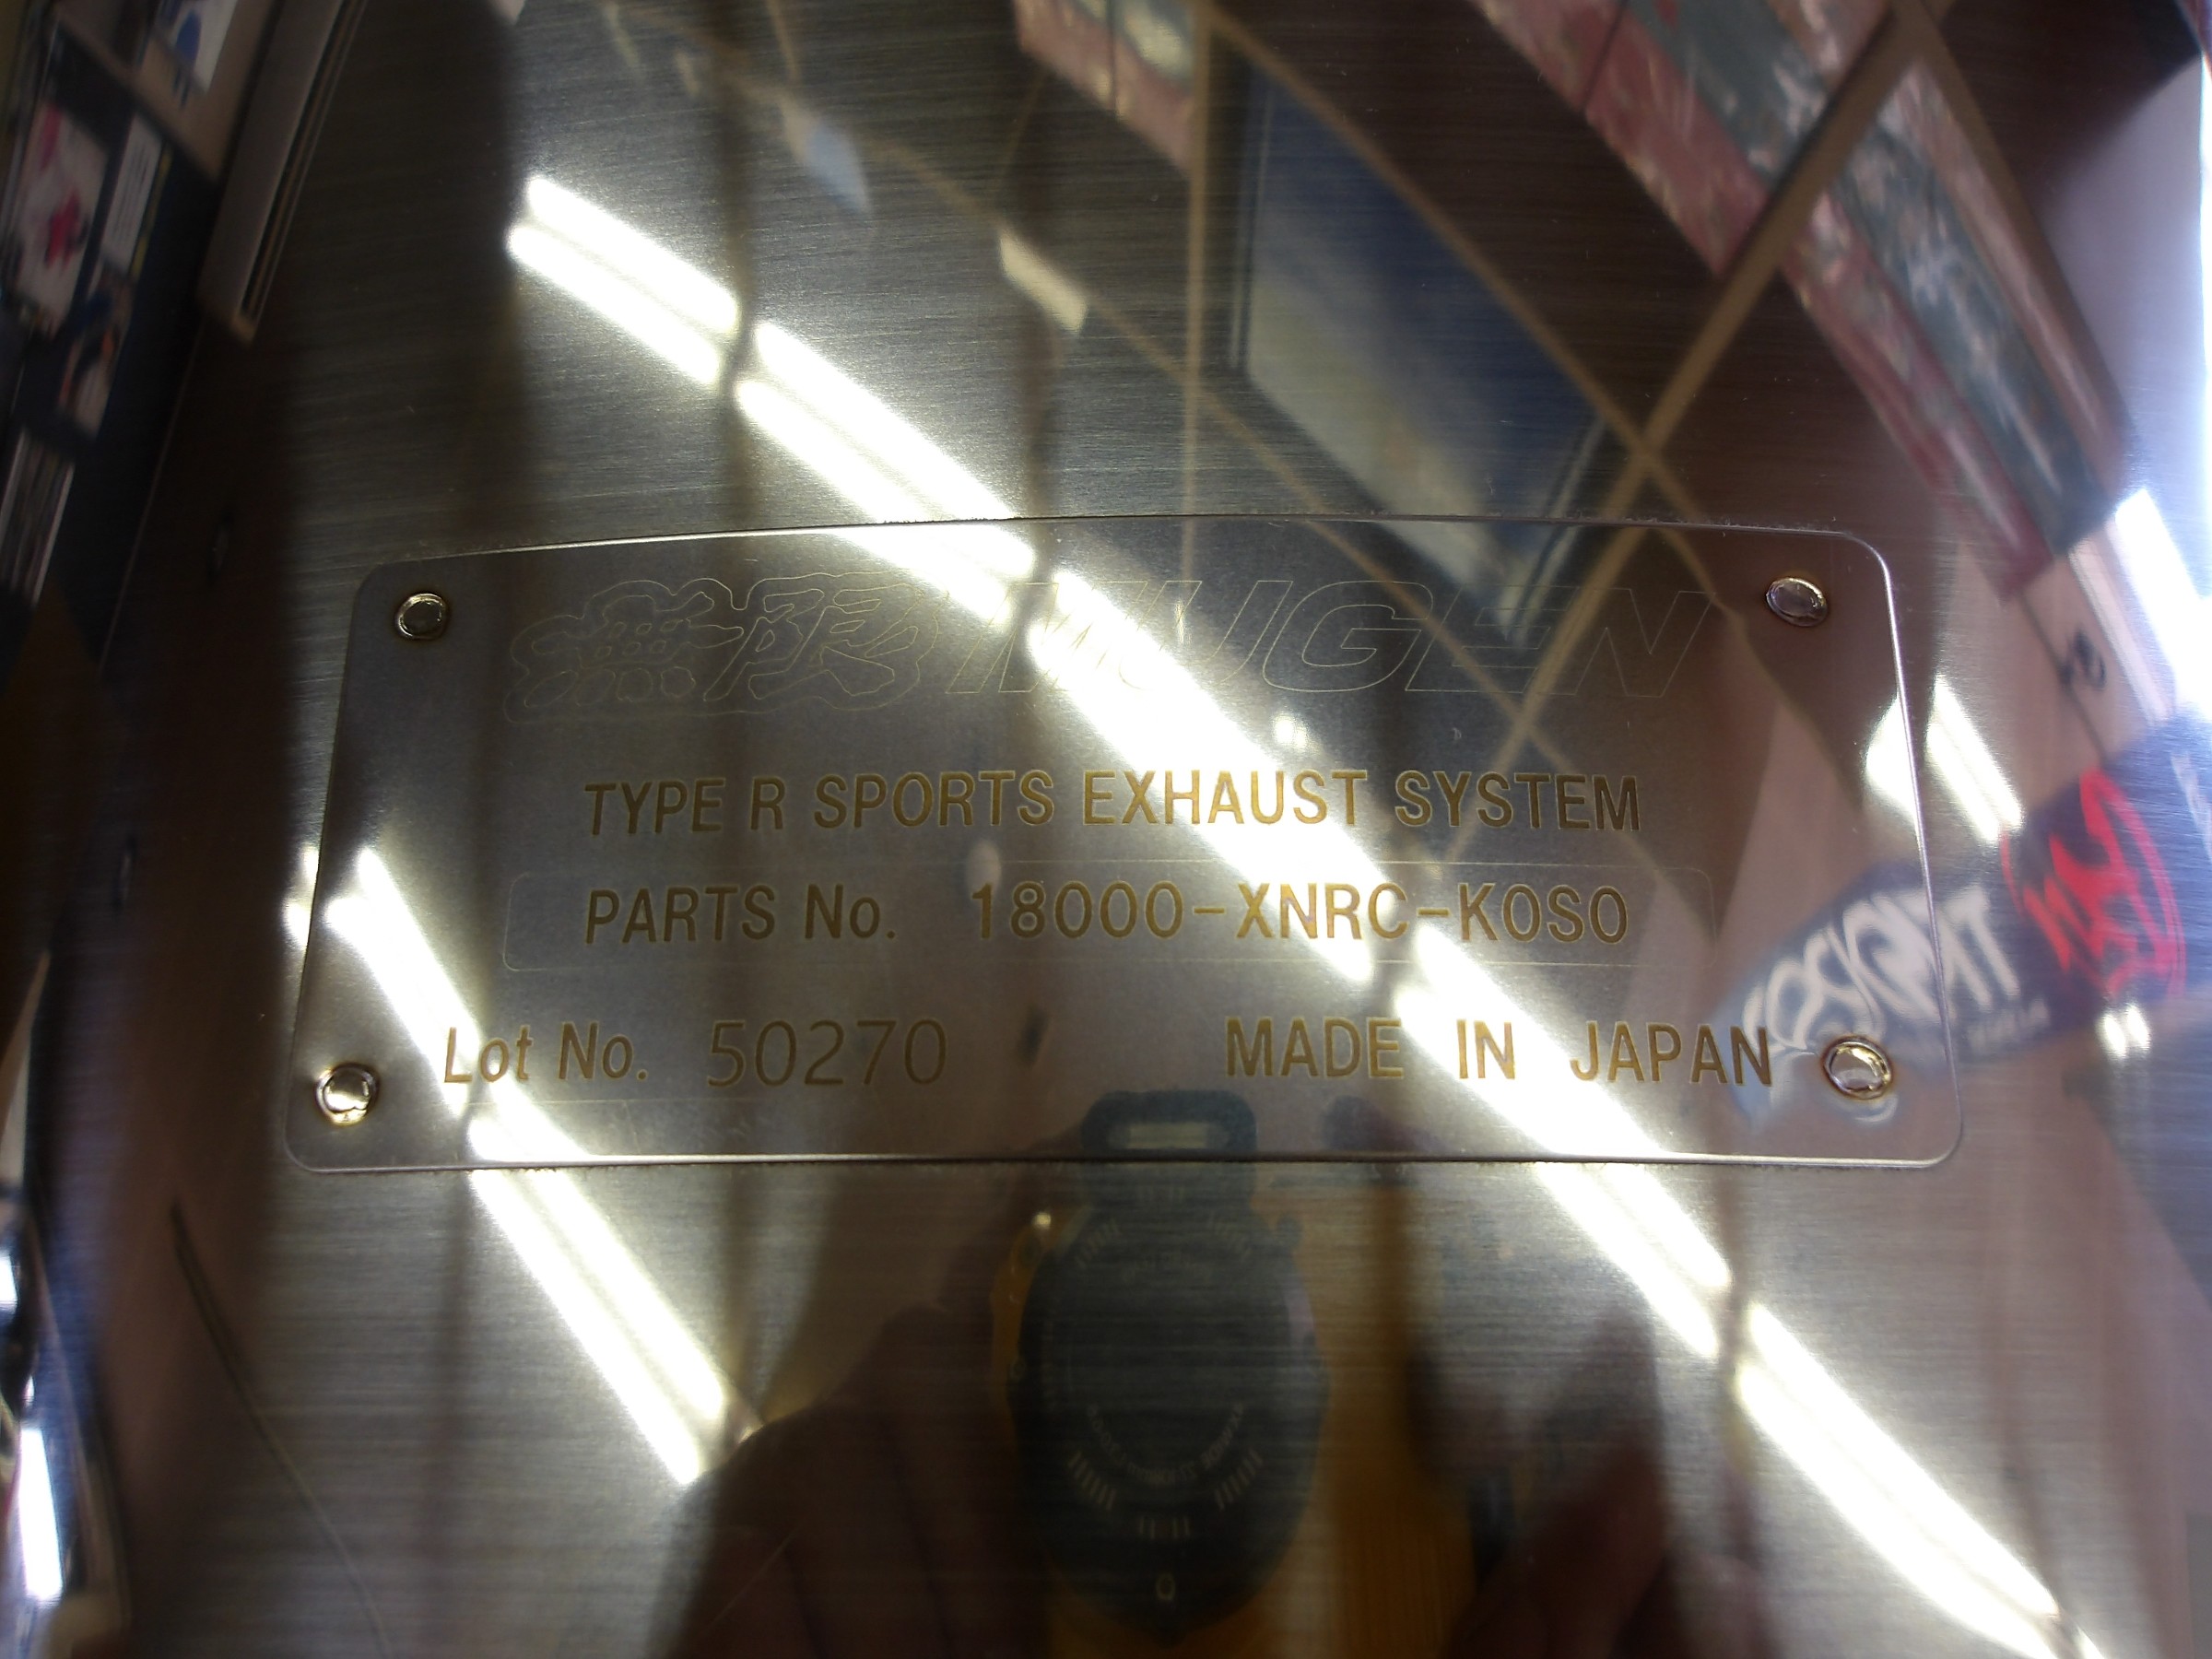 無限 MUGEN
TYPE R SPORTS EXHAUST SYSTEM
PARTS No. 18000-XNRC-K0S0
Lot No. 50270 MADE IN JAPAN